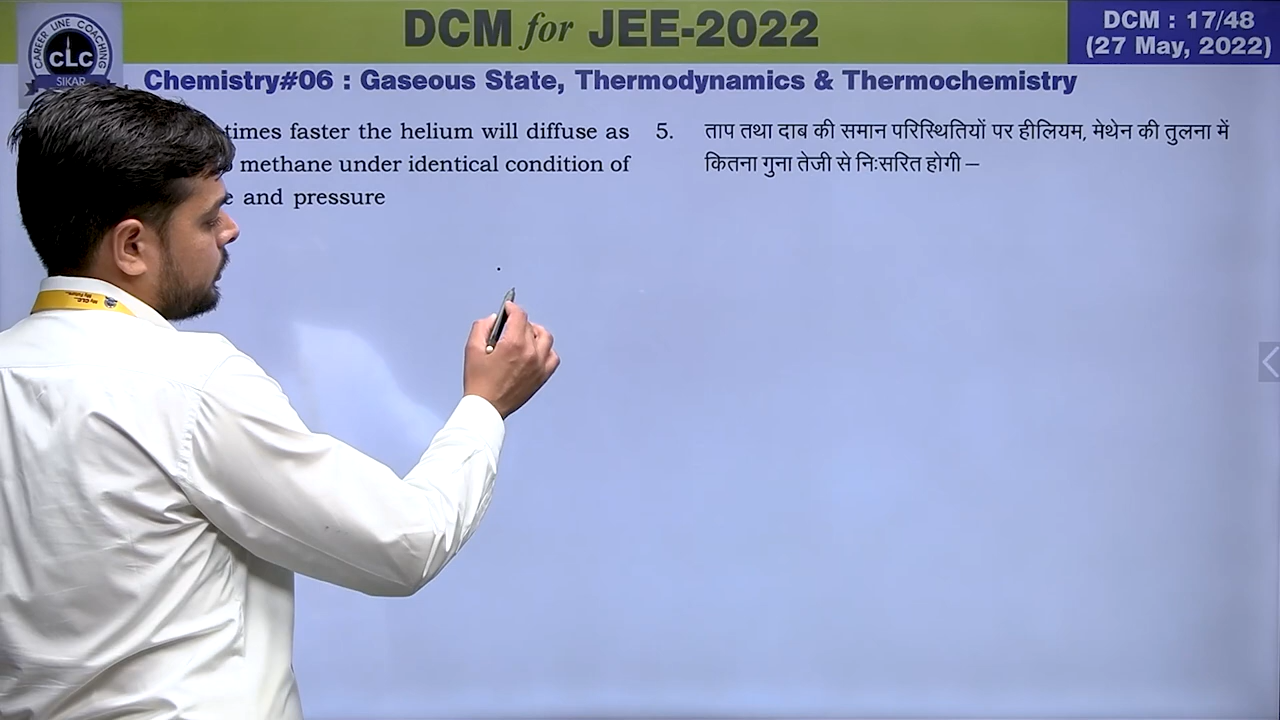 DCM for JEE-2022
DCM : 17/48
(27 May, 2022)
CAREER LINE COACHING
CLC
SIKAR
Chemistry#06 : Gaseous State, Thermodynamics & Thermochemistry
times faster the helium will diffuse as
methane under identical condition of
and pressure
5. ताप तथा दाब की समान परिस्थितियों पर हीलियम, मेथेन की तुलना में
कितना गुना तेजी से निःसरित होगी –